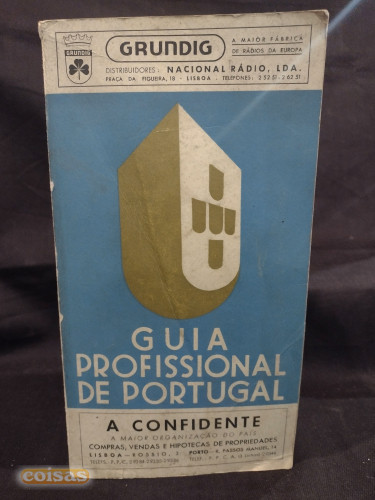 GRUNDIG
A MAIOR FÁBRICA
DE RÁDIOS DA EUROPA
DISTRIBUIDORES: NACIONAL RÁDIO, LDA.
PRAÇA DA FIGUEIRA, 18 - LISBOA - TELEFONES:
GUIA
PROFISSIONAL
DE PORTUGAL
A CONFIDENTE
A MAIOR ORGANIZAÇÃO DO PAÍS
COMPRAS, VENDAS E HIPOTECAS DE PROPRIEDADES
LISBOA — ROSSIO, 3 PORTO — R. PASSOS MANUEL, 14
coisas